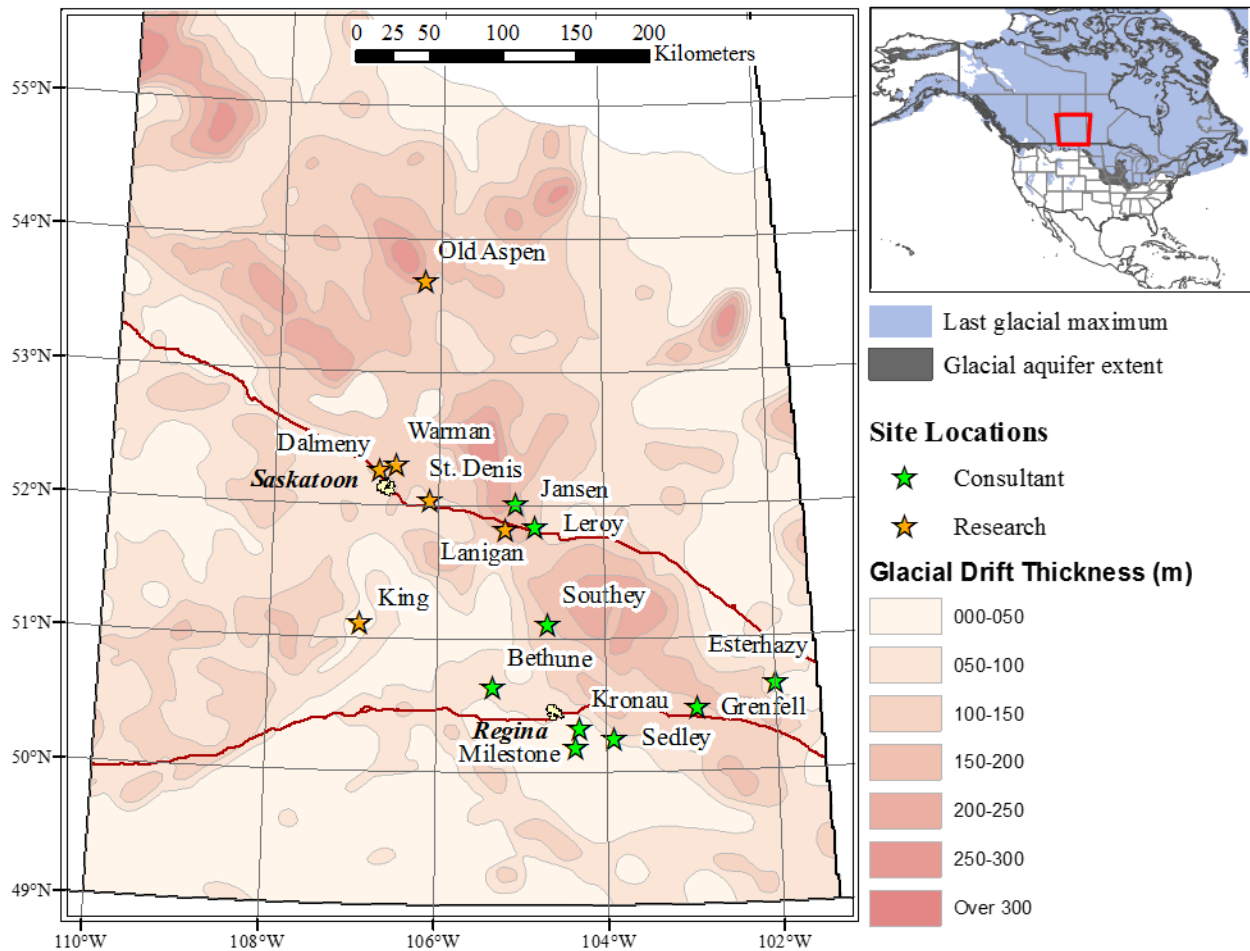 0 25 50 100 150 200
Kilometers
55°N
54°N
53°N
52°N
51°N
50°N
49°N
110°W 108°W 106°W 104°W 102°W
Old Aspen
Warman
Dalmeny
St. Denis
Saskatoon
Jansen
Leroy
Lanigan
King
Southey
Esterhazy
Bethune
Kronau
Grenfell
Regina
Sedley
Milestone
Last glacial maximum
Glacial aquifer extent
Site Locations
Consultant
Research
Glacial Drift Thickness (m)
000-050
050-100
100-150
150-200
200-250
250-300
Over 300